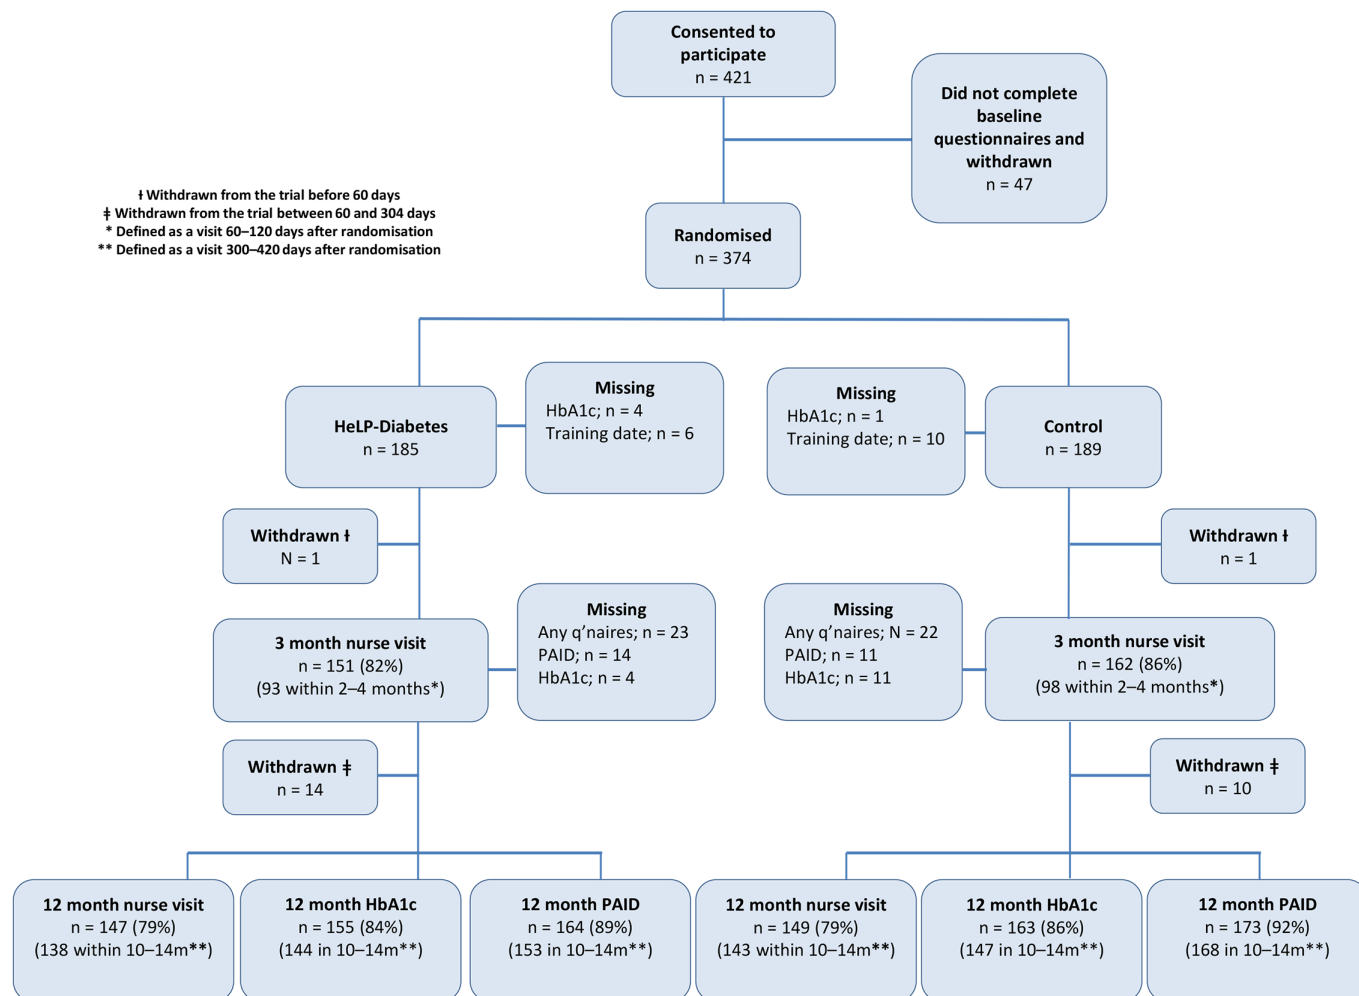 Consented to
participate
n = 421
Did not complete
baseline
questionnaires and
withdrawn
n = 47
ƚ Withdrawn from the trial before 60 days
ǂ Withdrawn from the trial between 60 and 304 days
* Defined as a visit 60–120 days after randomisation
** Defined as a visit 300–420 days after randomisation
Randomised
n = 374
HeLP-Diabetes
n = 185
Missing
HbA1c; n = 4
Training date; n = 6
Missing
HbA1c; n = 1
Training date; n = 10
Control
n = 189
Withdrawn ƚ
N = 1
Withdrawn ƚ
n = 1
3 month nurse visit
n = 151 (82%)
(93 within 2–4 months*)
Missing
Any q’naires; n = 23
PAID; n = 14
HbA1c; n = 4
Missing
Any q’naires; N = 22
PAID; n = 11
HbA1c; n = 11
3 month nurse visit
n = 162 (86%)
(98 within 2–4 months*)
Withdrawn ǂ
n = 14
Withdrawn ǂ
n = 10
12 month nurse visit
n = 147 (79%)
(138 within 10–14m**)
12 month HbA1c
n = 155 (84%)
(144 in 10–14m**)
12 month PAID
n = 164 (89%)
(153 in 10–14m**)
12 month nurse visit
n = 149 (79%)
(143 within 10–14m**)
12 month HbA1c
n = 163 (86%)
(147 in 10–14m**)
12 month PAID
n = 173 (92%)
(168 in 10–14m**)